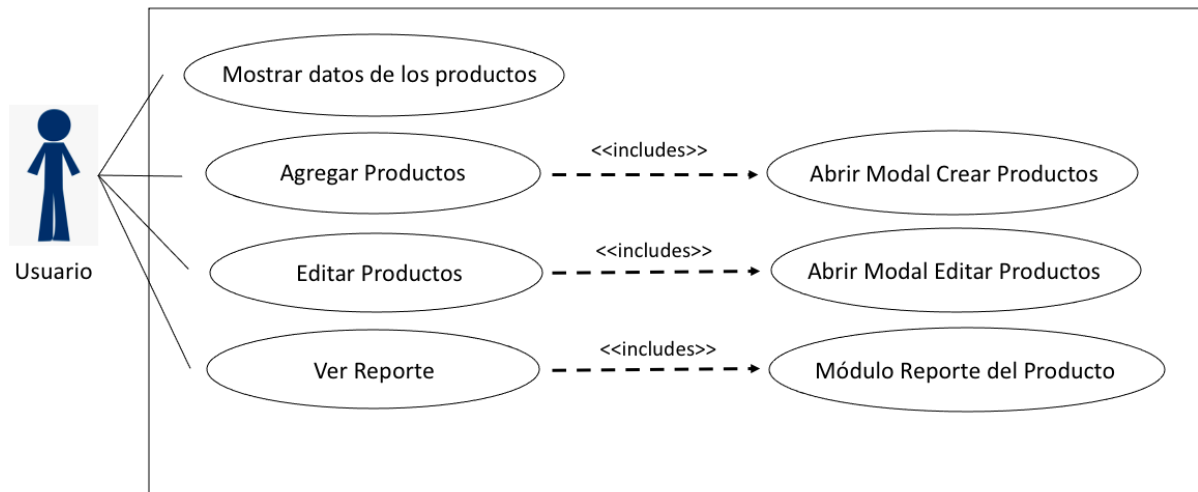 Mostrar datos de los productos
Agregar Productos
<<includes>>
Abrir Modal Crear Productos
Usuario
Editar Productos
<<includes>>
Abrir Modal Editar Productos
Ver Reporte
<<includes>>
Módulo Reporte del Producto